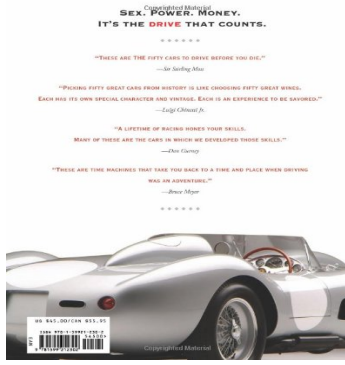 Copyrighted Material
SEX. POWER. MONEY.
IT'S THE DRIVE THAT COUNTS.
"THESE ARE THE FIFTY CARS TO DRIVE BEFORE YOU DIE."
—Sir Stirling Moss
"PICKING FIFTY GREAT CARS FROM HISTORY IS LIKE CHOOSING FIFTY GREAT WINES.
EACH HAS ITS OWN SPECIAL CHARACTER AND VINTAGE. EACH IS AN EXPERIENCE TO BE SAVORED."
—Luigi Chinetti Jr.
"A LIFETIME OF RACING HONES YOUR SKILLS.
MANY OF THESE ARE THE CARS IN WHICH WE DEVELOPED THOSE SKILLS."
—Dan Gurney
"THESE ARE TIME MACHINES THAT TAKE YOU BACK TO A TIME AND PLACE WHEN DRIVING
WAS AN ADVENTURE."
—Bruce Meyer
US $45.00/CAN $55.95
Copyrighted Material